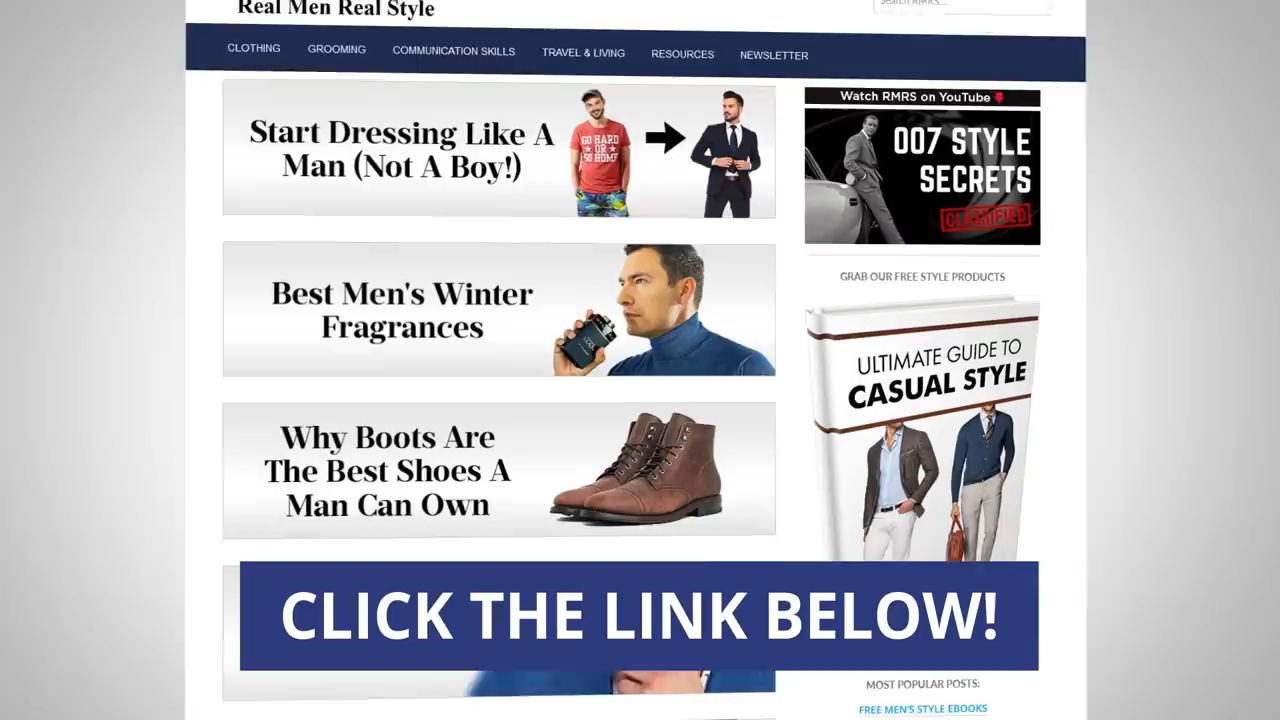 Real Men Real Style
Search RMRS...
CLOTHING GROOMING COMMUNICATION SKILLS TRAVEL & LIVING RESOURCES NEWSLETTER
Start Dressing Like A
Man (Not A Boy!)
GO HARD
OR
GO HOME
Best Men's Winter
Fragrances
Why Boots Are
The Best Shoes A
Man Can Own
Watch RMRS on YouTube
007 STYLE
SECRETS
CLASSIFIED
GRAB OUR FREE STYLE PRODUCTS
ULTIMATE GUIDE TO
CASUAL STYLE
CLICK THE LINK BELOW!
MOST POPULAR POSTS:
FREE MEN'S STYLE EBOOKS